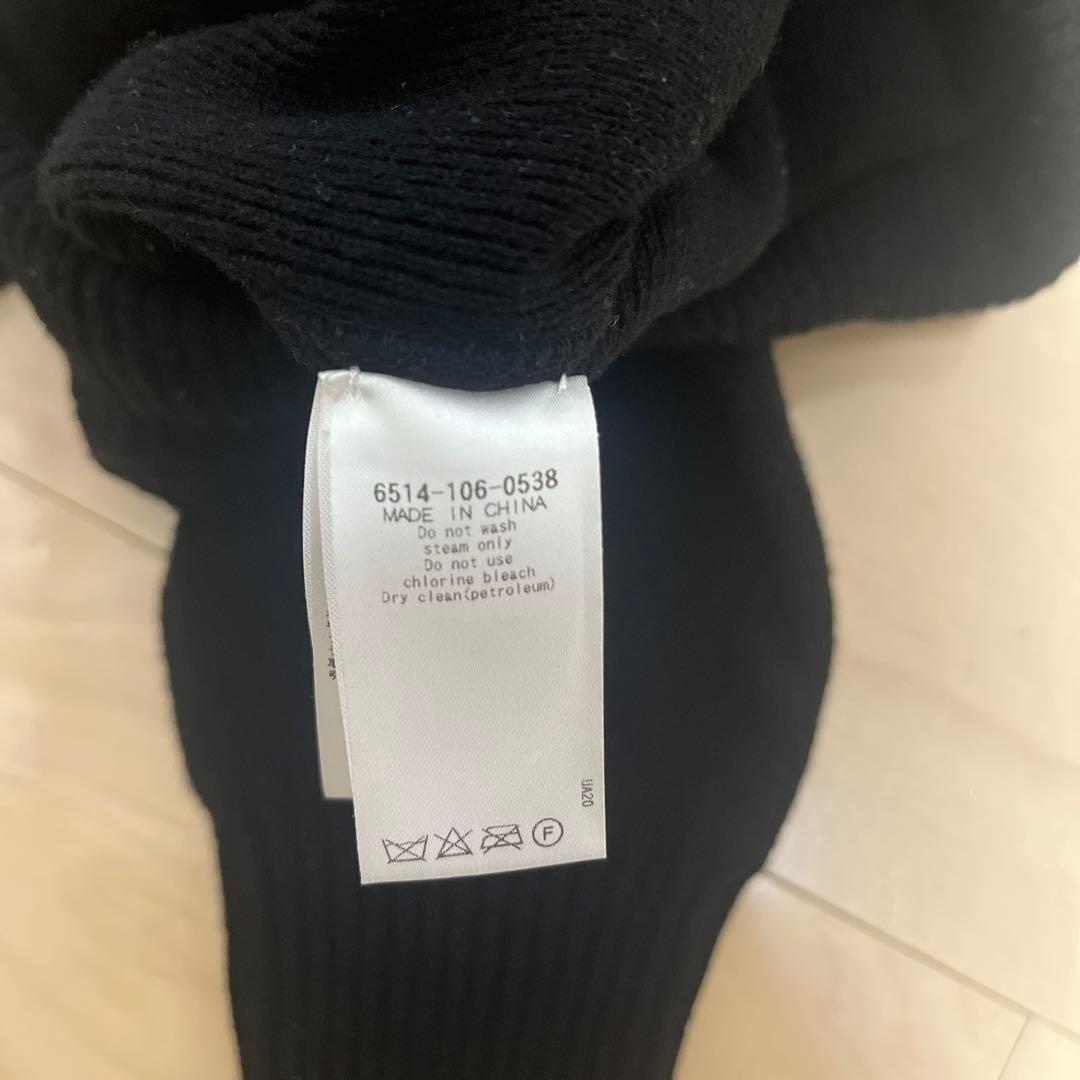 6514-106-0538
MADE IN CHINA
Do not wash
steam only
Do not use
chlorine bleach
Dry clean(petroleum)
UA20
F